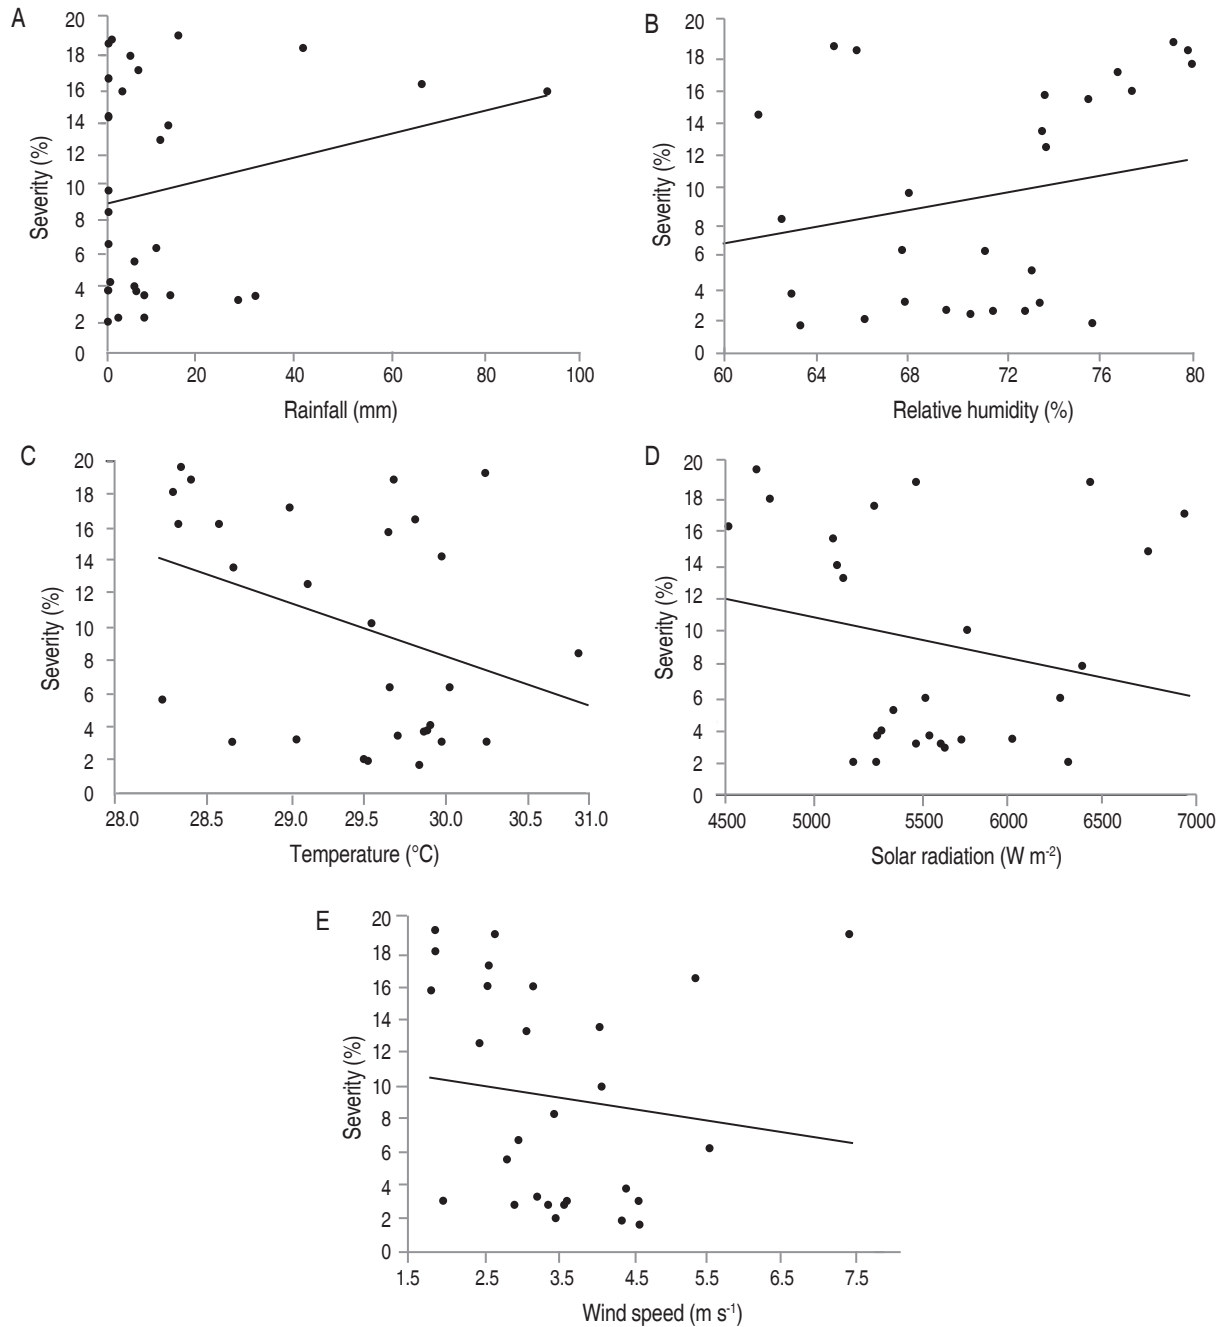 A
20
18
16
14
12
10
8
6
4
2
0
Severity (%)
0 20 40 60 80 100
Rainfall (mm)
B
20
18
16
14
12
10
8
6
4
2
0
Severity (%)
60 64 68 72 76 80
Relative humidity (%)
C
20
18
16
14
12
10
8
6
4
2
0
Severity (%)
28.0 28.5 29.0 29.5 30.0 30.5 31.0
Temperature (°C)
D
20
18
16
14
12
10
8
6
4
2
0
Severity (%)
4500 5000 5500 6000 6500 7000
Solar radiation (W m-2)
E
20
18
16
14
12
10
8
6
4
2
0
Severity (%)
1.5 2.5 3.5 4.5 5.5 6.5 7.5
Wind speed (m s-1)